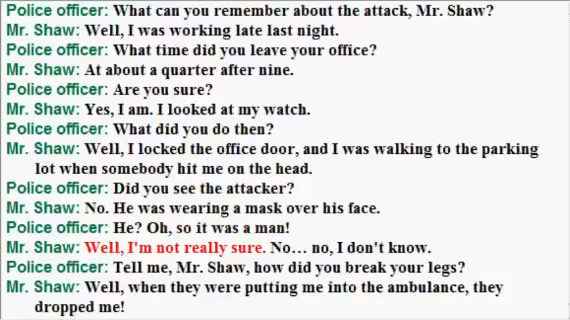 Police officer: What can you remember about the attack, Mr. Shaw?
Mr. Shaw: Well, I was working late last night.
Police officer: What time did you leave your office?
Mr. Shaw: At about a quarter after nine.
Police officer: Are you sure?
Mr. Shaw: Yes, I am. I looked at my watch.
Police officer: What did you do then?
Mr. Shaw: Well, I locked the office door, and I was walking to the parking
lot when somebody hit me on the head.
Police officer: Did you see the attacker?
Mr. Shaw: No. He was wearing a mask over his face.
Police officer: He? Oh, so it was a man!
Mr. Shaw: Well, I'm not really sure. No... no, I don't know.
Police officer: Tell me, Mr. Shaw, how did you break your legs?
Mr. Shaw: Well, when they were putting me into the ambulance, they
dropped me!